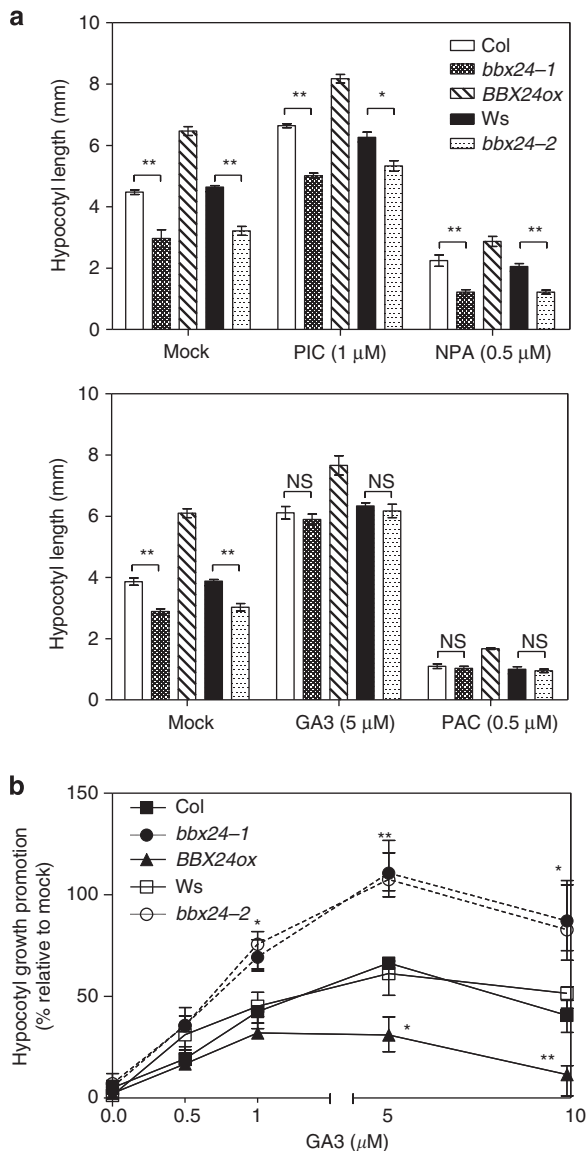 a
10
8
6
4
2
0
Hypocotyl length (mm)
Col
bbx24–1
BBX24ox
Ws
bbx24–2
** ** ** * ** **
Mock PIC (1 μM) NPA (0.5 μM)
10
8
6
4
2
0
Hypocotyl length (mm)
** ** NS NS NS NS
Mock GA3 (5 μM) PAC (0.5 μM)
b
150
100
50
0
Hypocotyl growth promotion
(% relative to mock)
Col
bbx24–1
BBX24ox
Ws
bbx24–2
* ** * * **
0.0 0.5 1 5 10
GA3 (μM)